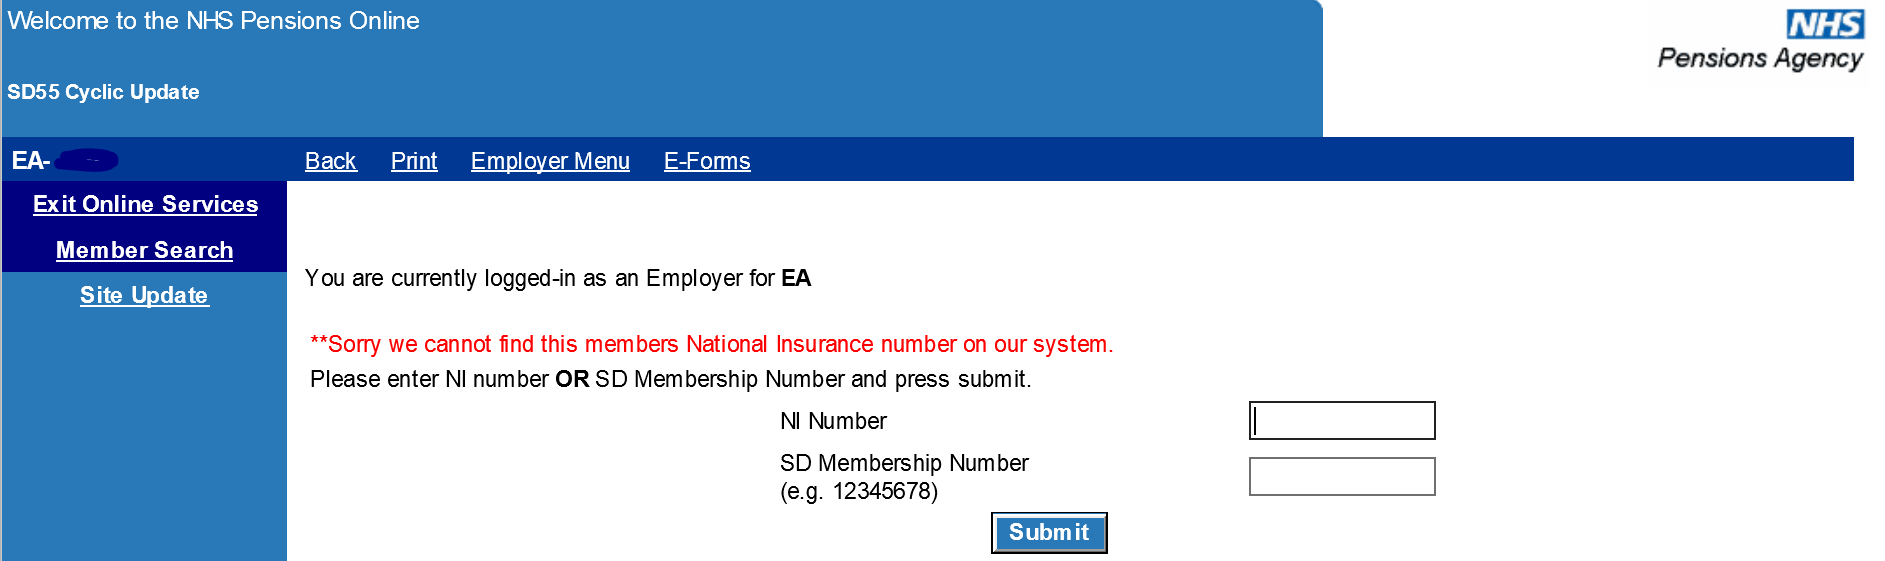 Welcome to the NHS Pensions Online
NHS
Pensions Agency
SD55 Cyclic Update
EA-
Back Print Employer Menu E-Forms
Exit Online Services
Member Search
Site Update
You are currently logged-in as an Employer for EA
**Sorry we cannot find this members National Insurance number on our system.
Please enter NI number OR SD Membership Number and press submit.
NI Number
SD Membership Number
(e.g. 12345678)
Submit